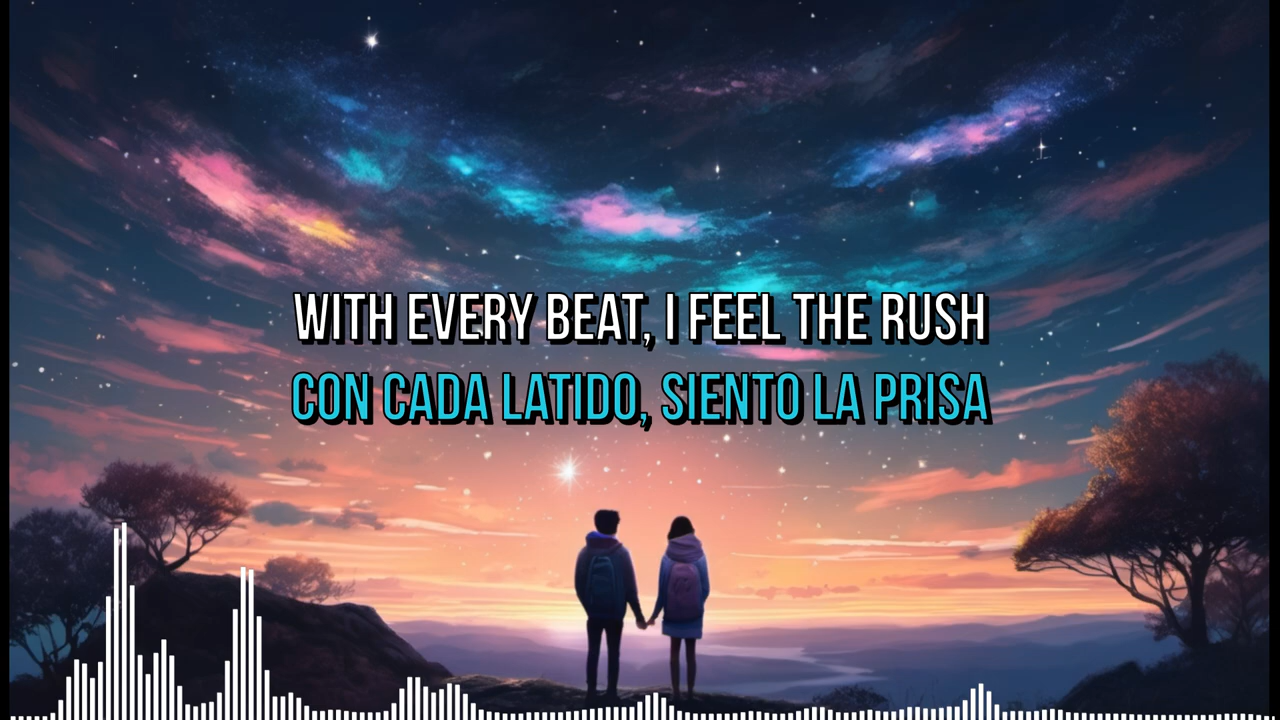 WITH EVERY BEAT, I FEEL THE RUSH
CON CADA LATIDO, SIENTO LA PRISA